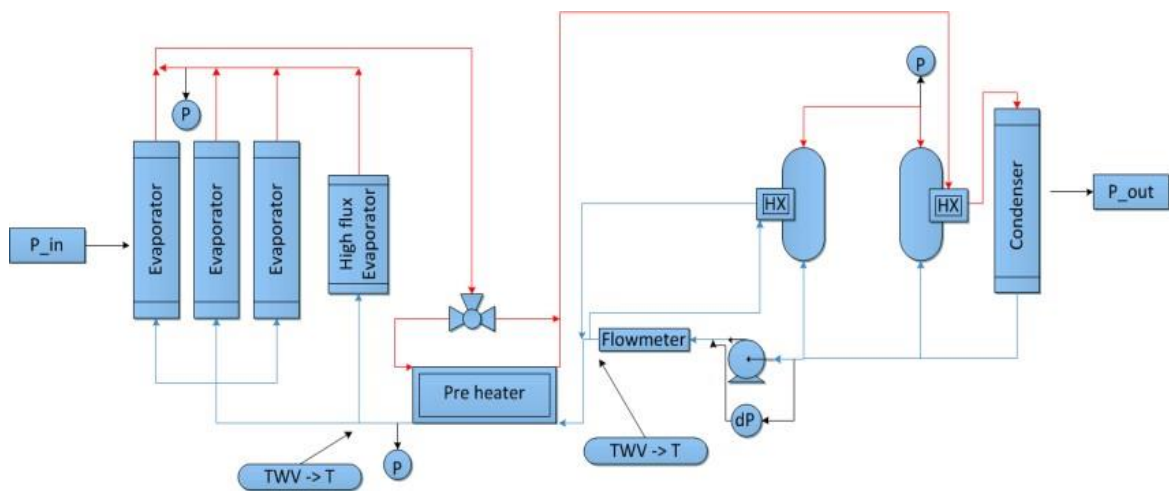 P
P
P_in
Evaporator
Evaporator
Evaporator
High flux
Evaporator
HX
HX
Condenser
P_out
Flowmeter
Pre heater
dP
TWV -> T
P
TWV -> T